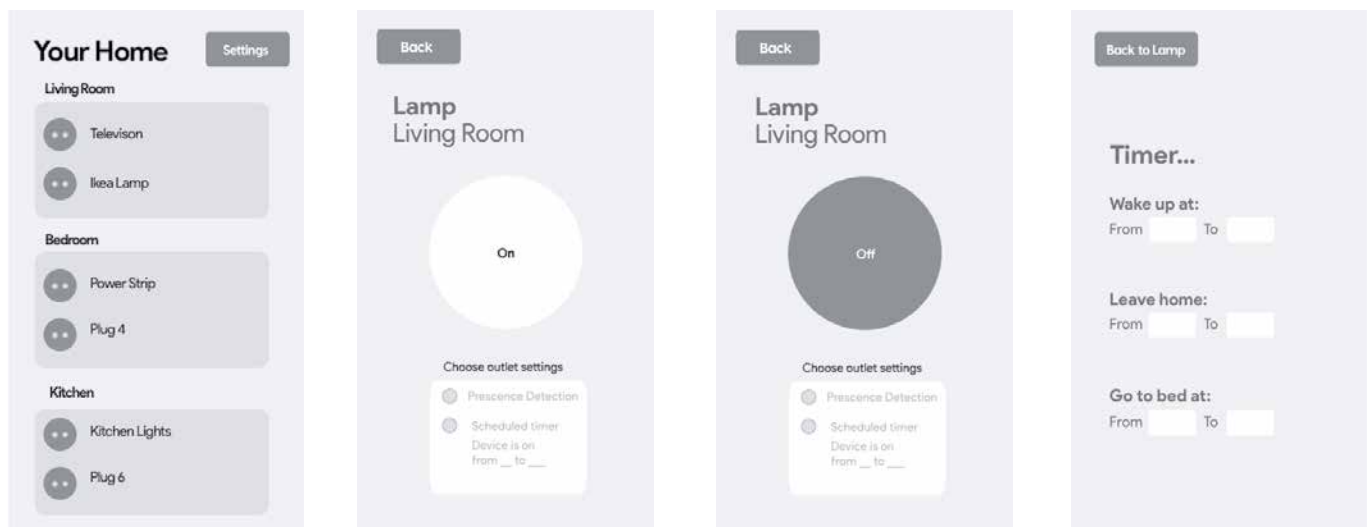 Your Home
Settings
Living Room
Televison
Ikea Lamp
Bedroom
Power Strip
Plug 4
Kitchen
Kitchen Lights
Plug 6
Back
Lamp
Living Room
On
Choose outlet settings
Prescence Detection
Scheduled timer
Device is on
from __ to ___
Back
Lamp
Living Room
Off
Choose outlet settings
Prescence Detection
Scheduled timer
Device is on
from __ to ___
Back to Lamp
Timer...
Wake up at:
From To
Leave home:
From To
Go to bed at:
From To